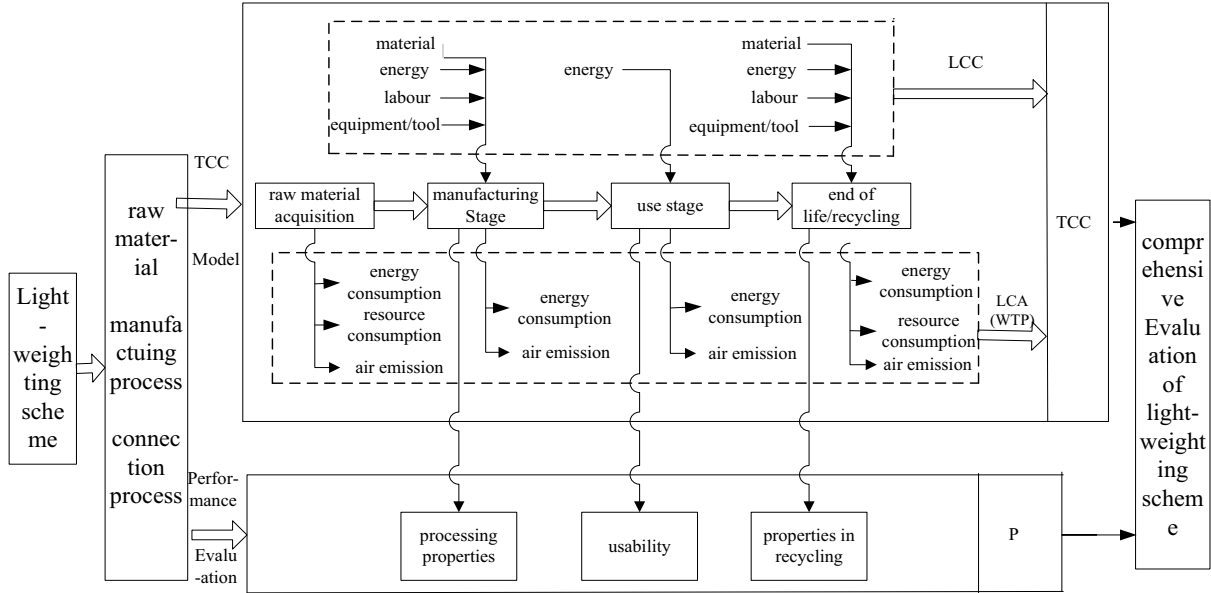 Light
-
weigh
ting
sche
me
raw
mater-
ial
manufa
ctuing
process
connec
tion
process
TCC
Model
Perfor-
mance
Evalu
-ation
material
energy
labour
equipment/tool
energy
material
energy
labour
equipment/tool
LCC
raw material
acquisition
manufacturing
Stage
use stage
end of
life/recycling
energy
consumption
resource
consumption
air emission
energy
consumption
air emission
energy
consumption
air emission
energy
consumption
resource
consumption
air emission
LCA
(WTP)
TCC
processing
properties
usability
properties in
recycling
P
compr
ehensi
ve
Evalu
ation
of
light-
weight
ing
schem
e